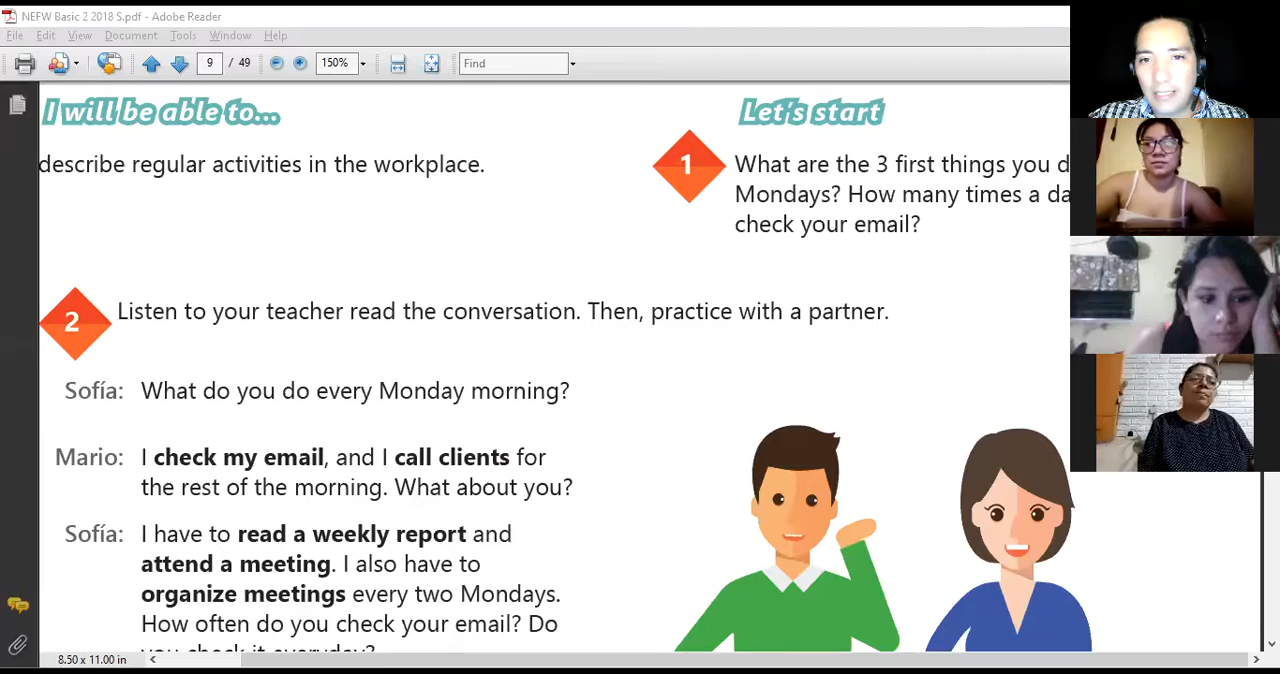 NEFW Basic 2 2018 S.pdf - Adobe Reader
File Edit View Document Tools Window Help
9 / 49 150% Find
I will be able to...
describe regular activities in the workplace.
Let's start
1
What are the 3 first things you d
Mondays? How many times a da
check your email?
2
Listen to your teacher read the conversation. Then, practice with a partner.
Sofía: What do you do every Monday morning?
Mario: I check my email, and I call clients for
the rest of the morning. What about you?
Sofía: I have to read a weekly report and
attend a meeting. I also have to
organize meetings every two Mondays.
How often do you check your email? Do
you check it everyday?
8.50 x 11.00 in